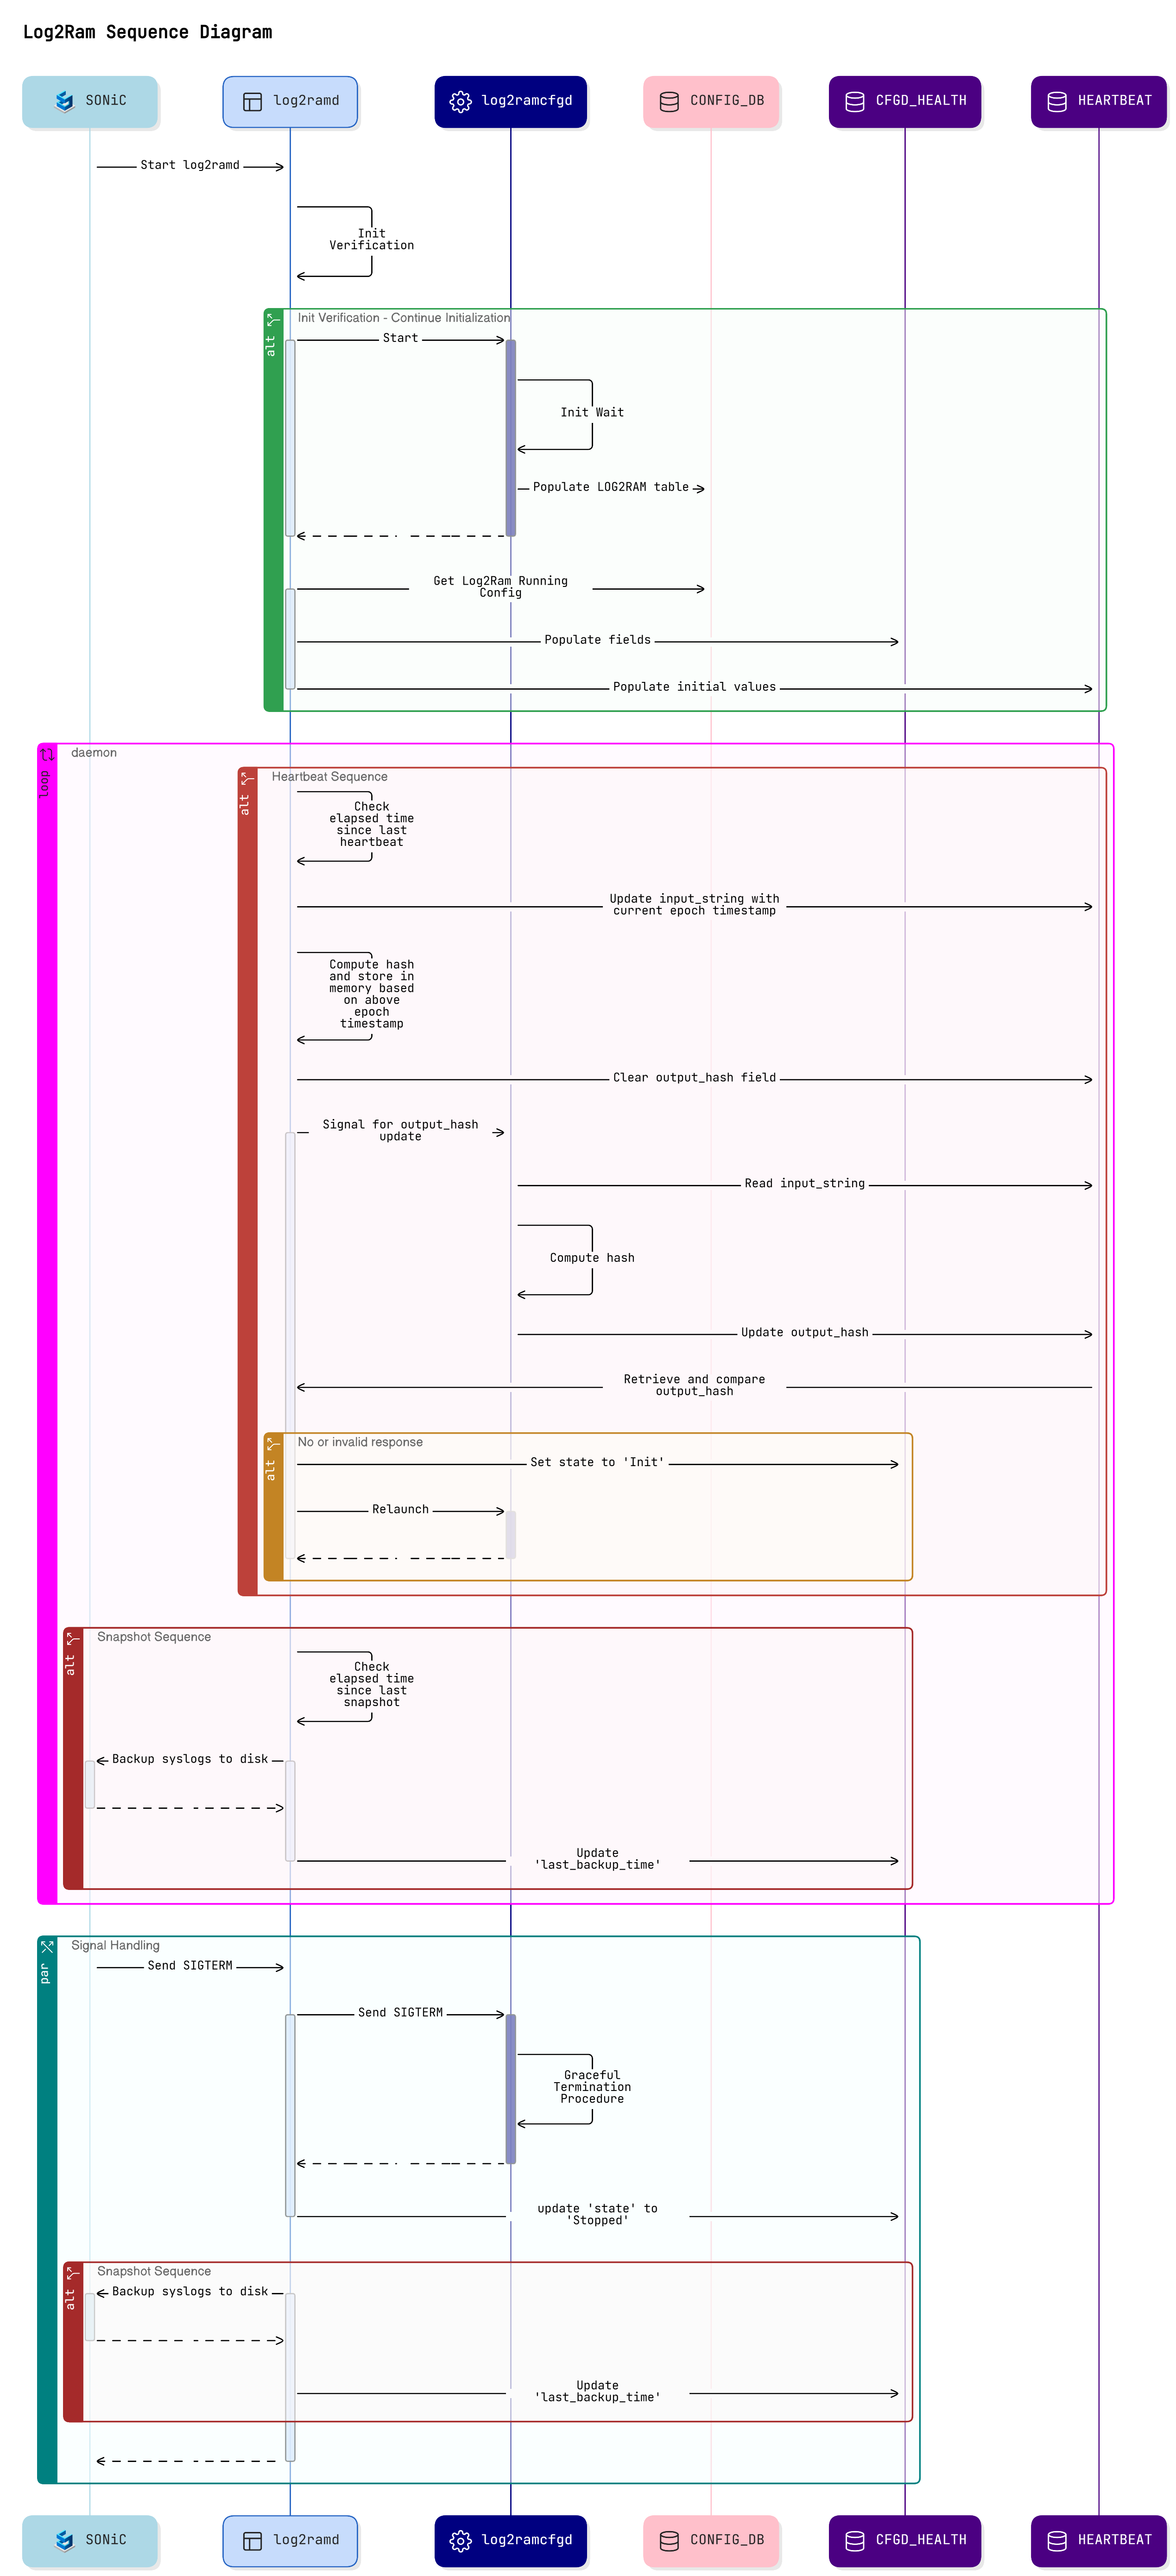 Log2Ram Sequence Diagram
SONiC
log2ramd
log2ramcfgd
CONFIG_DB
CFGD_HEALTH
HEARTBEAT
Start log2ramd
Init
Verification
alt
Init Verification - Continue Initialization
Start
Init Wait
Populate LOG2RAM table
Get Log2Ram Running
Config
Populate fields
Populate initial values
loop
daemon
alt
Heartbeat Sequence
Check
elapsed time
since last
heartbeat
Update input_string with
current epoch timestamp
Compute hash
and store in
memory based
on above
epoch
timestamp
Clear output_hash field
Signal for output_hash
update
Read input_string
Compute hash
Update output_hash
Retrieve and compare
output_hash
alt
No or invalid response
Set state to 'Init'
Relaunch
alt
Snapshot Sequence
Check
elapsed time
since last
snapshot
Backup syslogs to disk
Update
'last_backup_time'
par
Signal Handling
Send SIGTERM
Send SIGTERM
Graceful
Termination
Procedure
update 'state' to
'Stopped'
alt
Snapshot Sequence
Backup syslogs to disk
Update
'last_backup_time'
SONiC
log2ramd
log2ramcfgd
CONFIG_DB
CFGD_HEALTH
HEARTBEAT